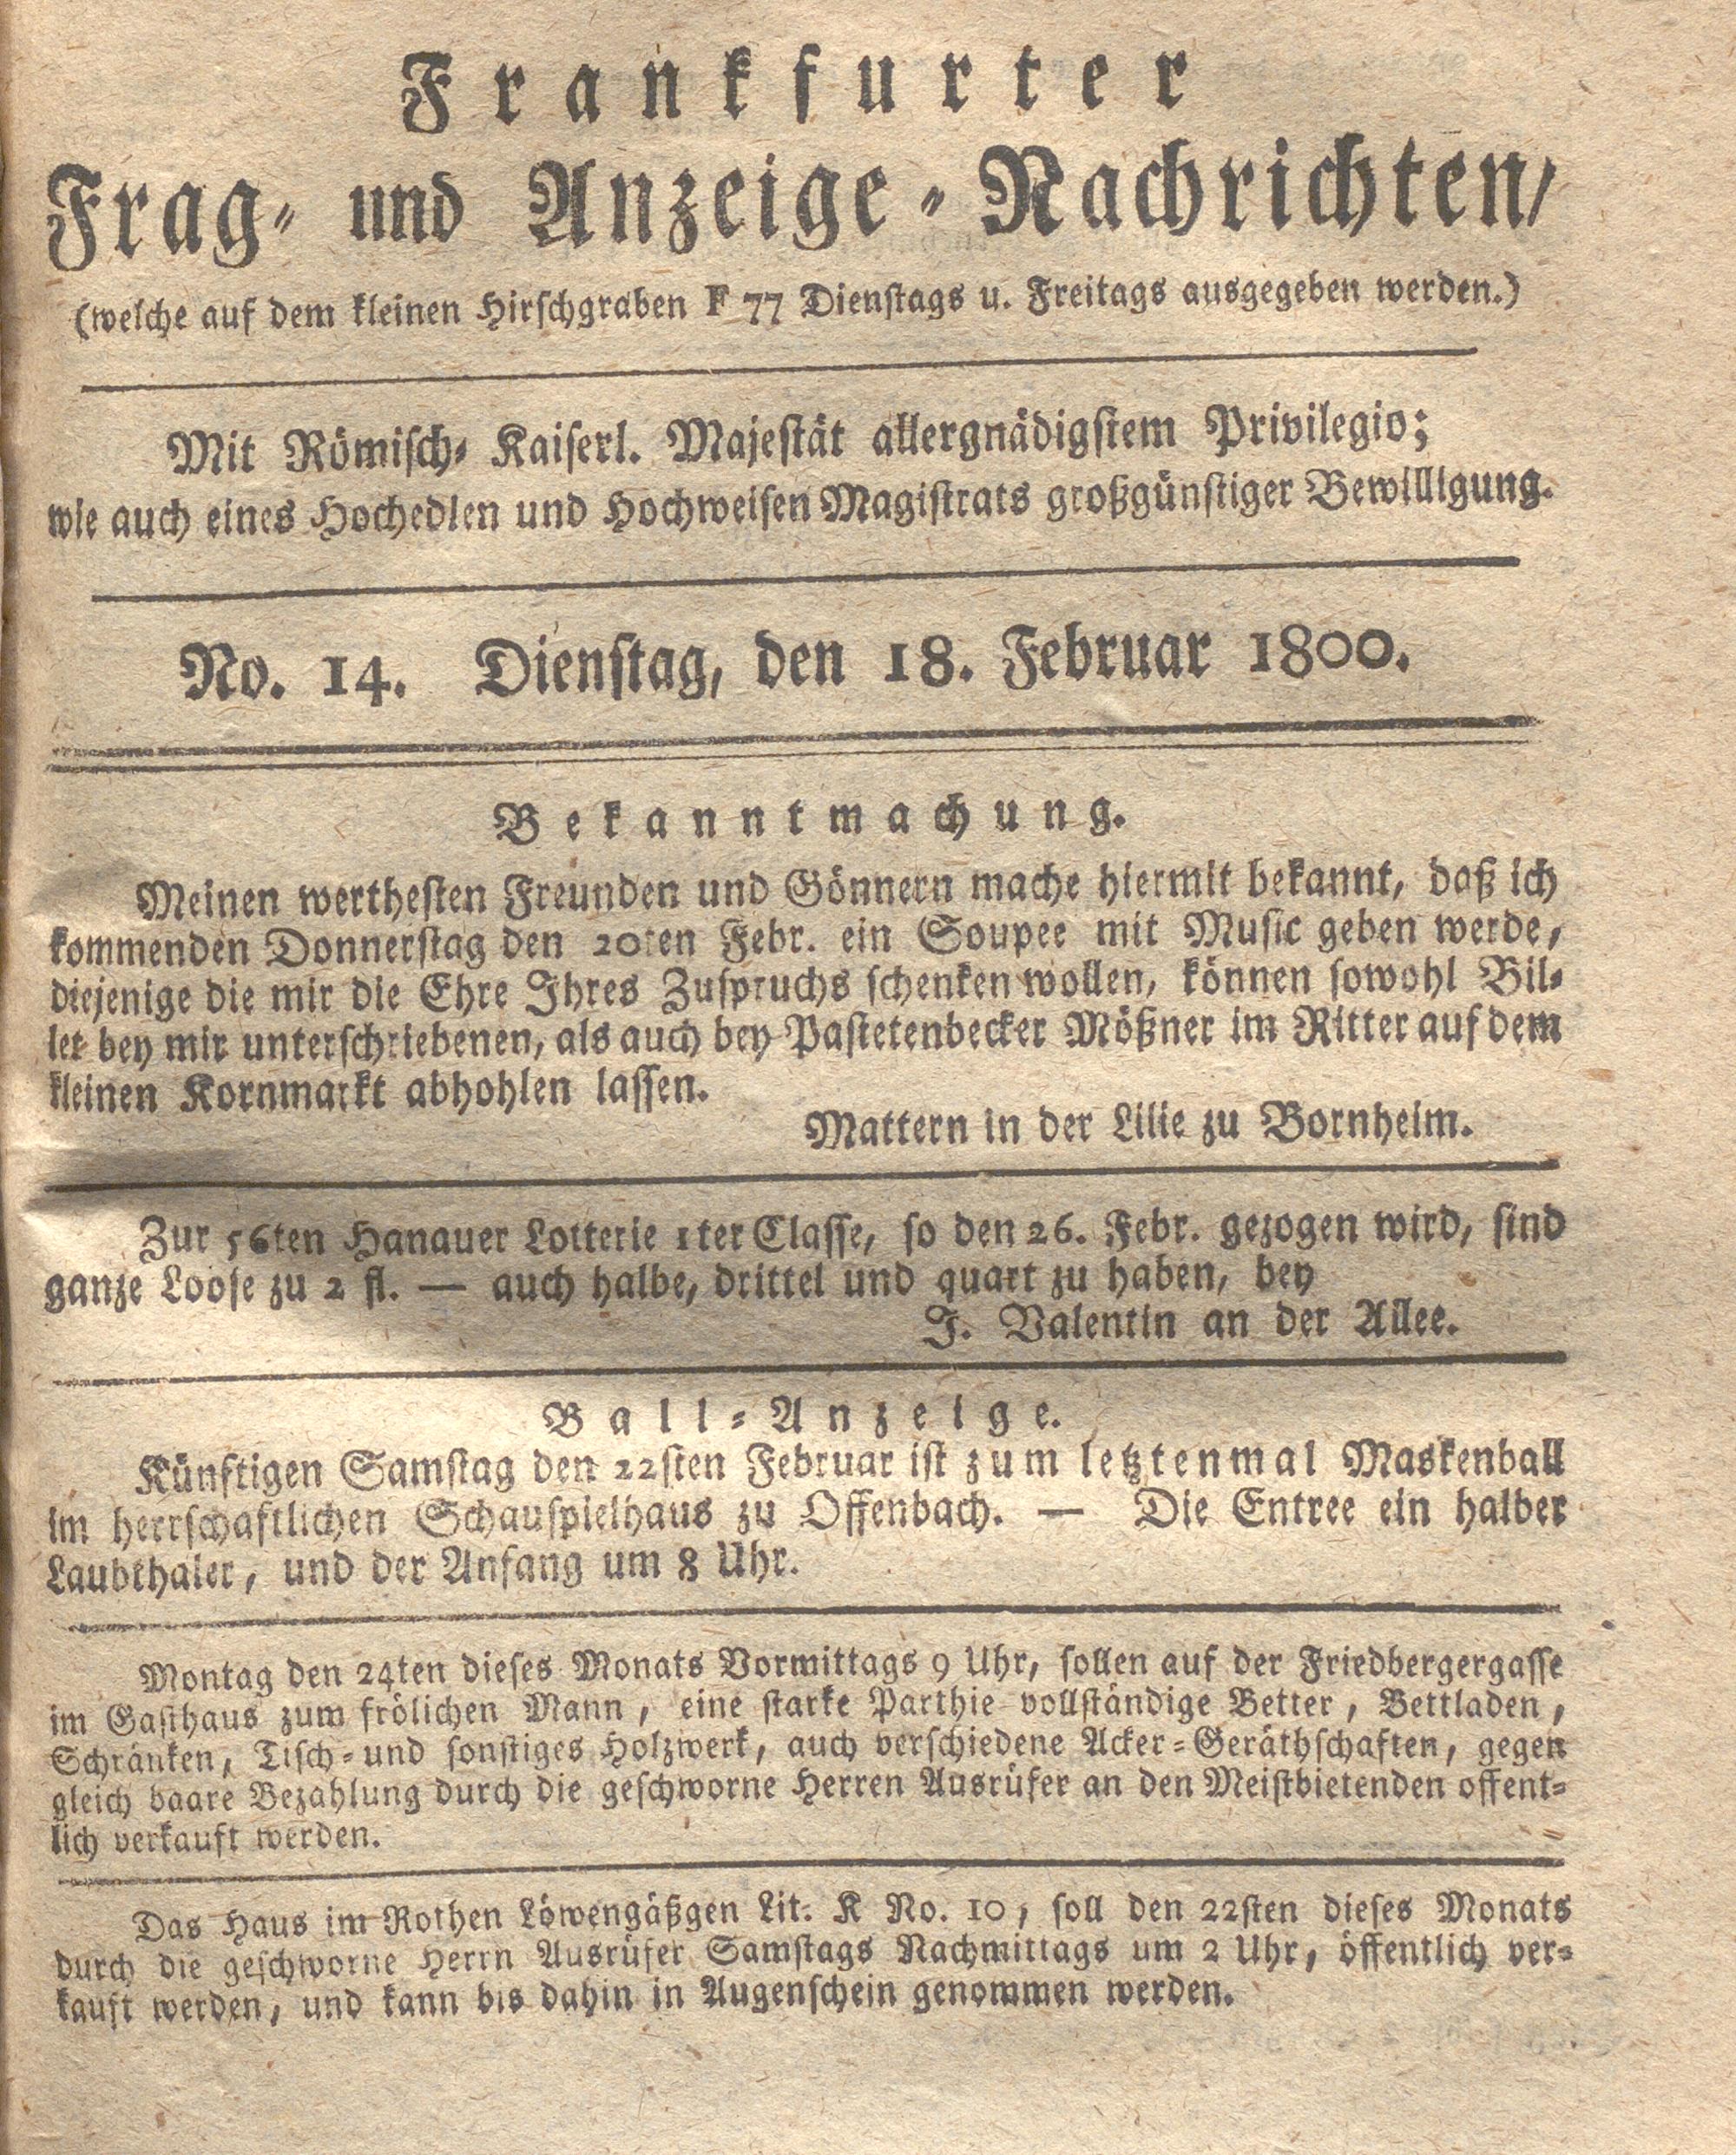 Frankfurter
Frag- und Anzeige-Nachrichten/
(welche auf dem kleinen Hirſchgraben F 77 Dienſtags u. Freitags ausgegeben werden.)
Mit Römiſch- Kaiſerl. Majeſtät allergnädigſtem Privilegio;
wie auch eines Hochedlen und Hochweiſen Magiſtrats großgünſtiger Bewilligung.
No. 14. Dienſtag, den 18. Februar 1800.
Bekanntmachung.
Meinen wertheſten Freunden und Gönnern mache hiermit bekannt, daß ich
kommenden Donnerſtag den 20ten Febr. ein Soupee mit Muſic geben werde,
diejenige die mir die Ehre Ihres Zuſpruchs ſchenken wollen, können ſowohl Bil-
let bey mir unterſchriebenen, als auch bey Paſtetenbecker Mößner im Ritter auf dem
kleinen Kornmarkt abhohlen laſſen.
Mattern in der Lilie zu Bornheim.
Zur 56ten Hanauer Lotterie 1ter Claſſe, ſo den 26. Febr. gezogen wird, ſind
ganze Looſe zu 2 fl. — auch halbe, drittel und quart zu haben, bey
J. Valentin an der Allee.
Ball-Anzeige.
Künftigen Samſtag den 22ſten Februar iſt zum letztenmal Maskenball
im herrſchaftlichen Schauſpielhaus zu Offenbach. — Die Entree ein halber
Laubthaler, und der Anfang um 8 Uhr.
Montag den 24ten dieſes Monats Vormittags 9 Uhr, ſollen auf der Friedbergergaſſe
im Gaſthaus zum frölichen Mann, eine ſtarke Parthie vollſtändige Better, Bettladen,
Schränken, Tiſch-und ſonſtiges Holzwerk, auch verſchiedene Acker-Geräthſchaften, gegen
gleich baare Bezahlung durch die geſchworne Herren Ausrüfer an den Meiſtbietenden offent-
lich verkauft werden.
Das Haus im Rothen Löwengäßgen Lit. K No. 10, ſoll den 22ſten dieſes Monats
durch die geſchworne Herrn Ausrüfer Samſtags Nachmittags um 2 Uhr, öffentlich ver-
kauft werden, und kann bis dahin in Augenſchein genommen werden.